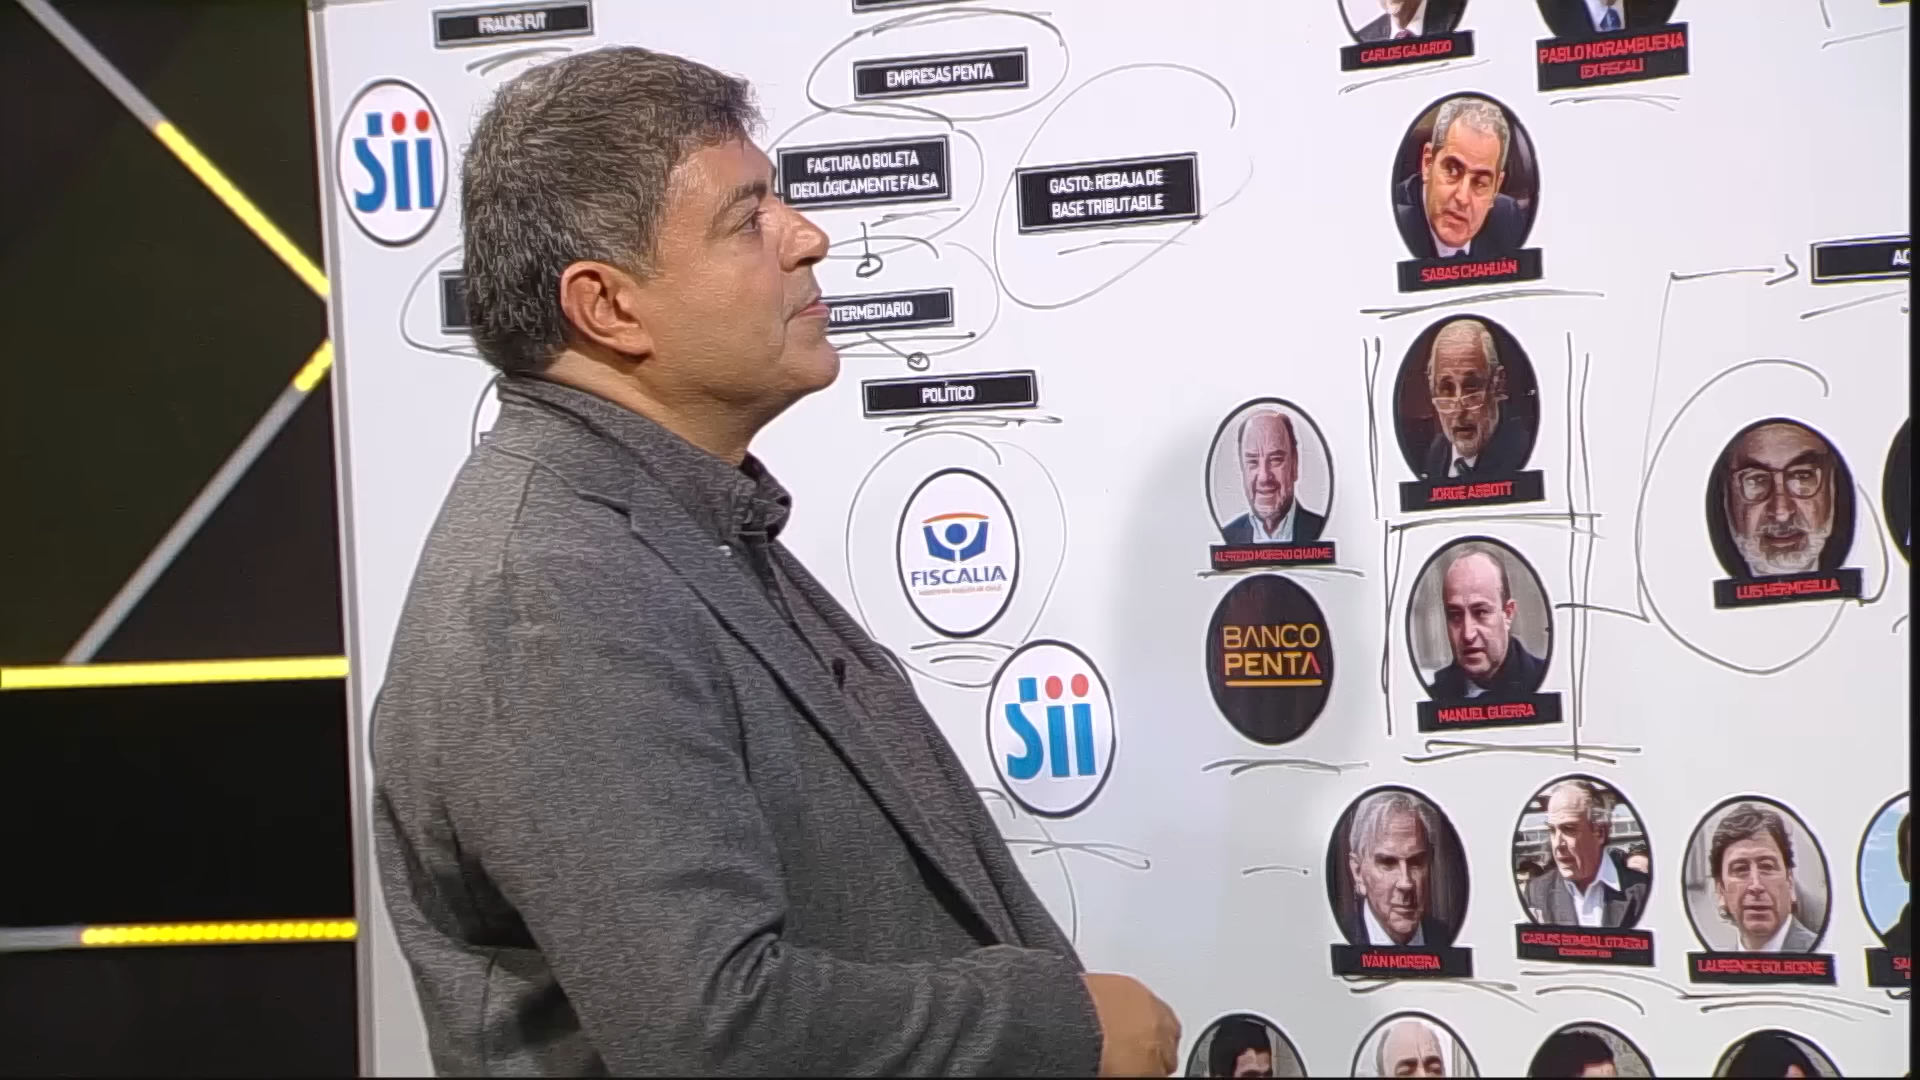 FRAUDE FUT
EMPRESAS PENTA
FACTURA O BOLETA
IDEOLÓGICAMENTE FALSA
GASTO: REBAJA DE
BASE TRIBUTABLE
INTERMEDIARIO
POLÍTICO
Sii
FISCALIA
Sii
CARLOS GAJARDO
PABLO NORAMBUENA
(EX FISCAL)
SABAS CHAHUÁN
JORGE ABBOTT
ALFREDO MORENO CHARME
BANCO
PENTA
MANUEL GUERRA
LUIS HERMOSILLA
IVÁN MOREIRA
CARLOS BOMBAL OTAEGUI
LAURENCE GOLBORNE